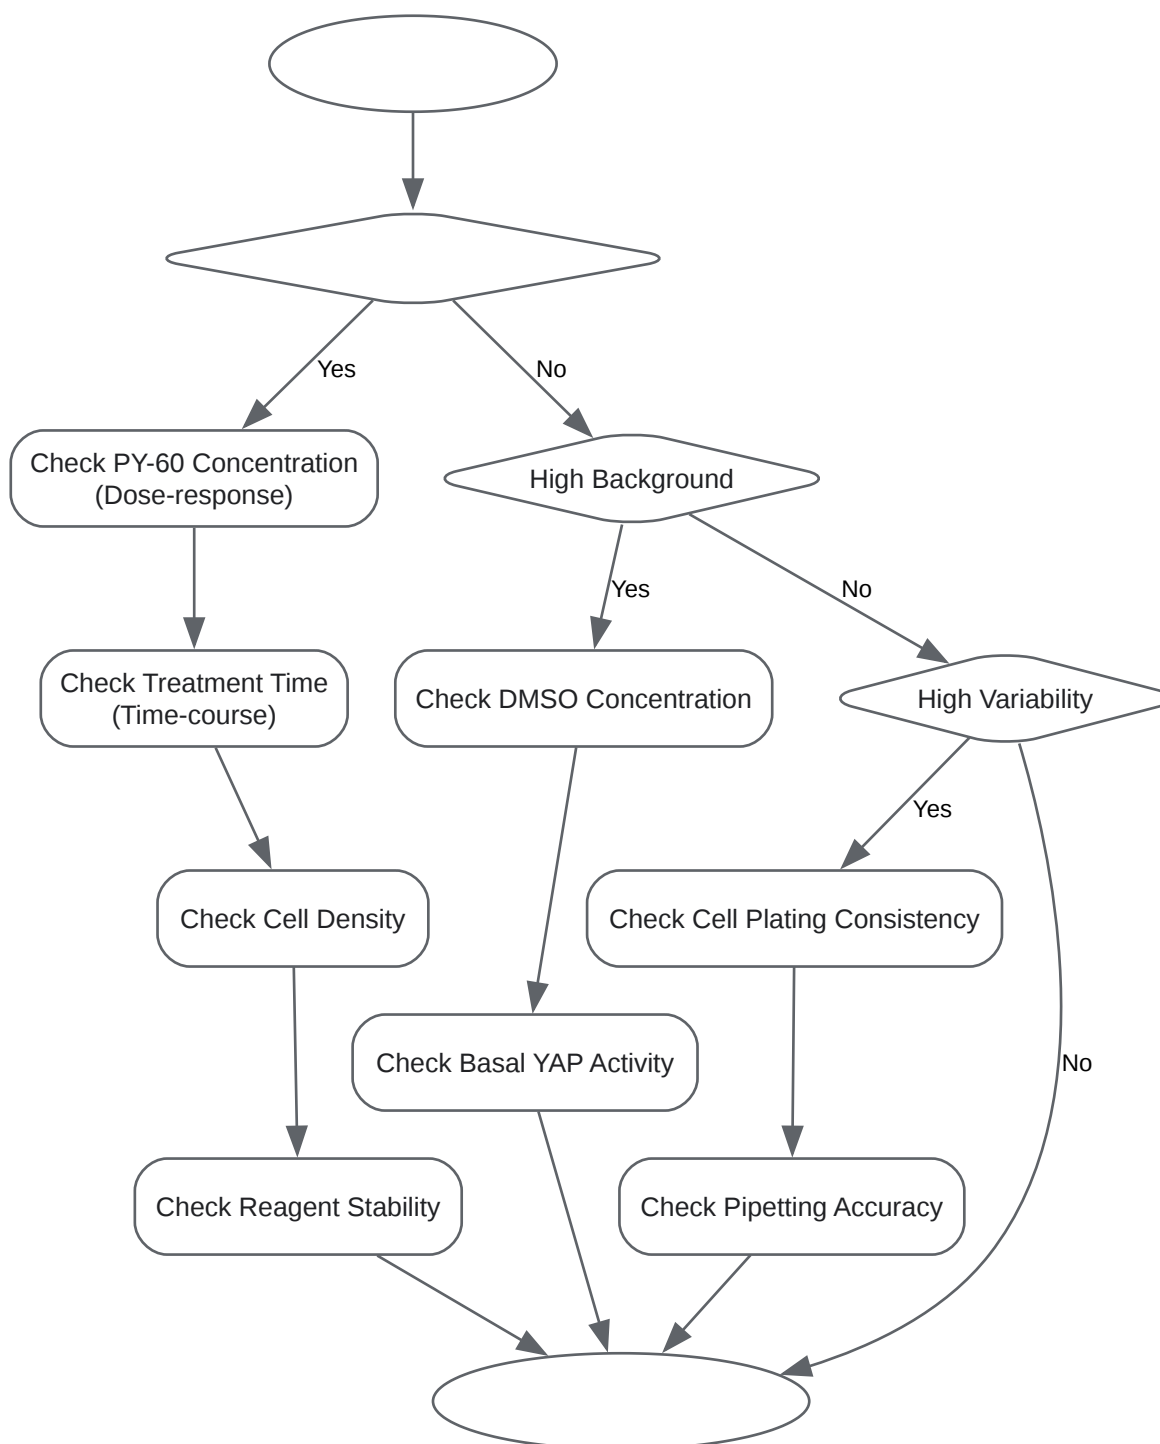 Yes
No
Check PY-60 Concentration
(Dose-response)
High Background
Yes
No
Check Treatment Time
(Time-course)
Check DMSO Concentration
High Variability
Yes
Check Cell Density
Check Cell Plating Consistency
Check Basal YAP Activity
No
Check Reagent Stability
Check Pipetting Accuracy